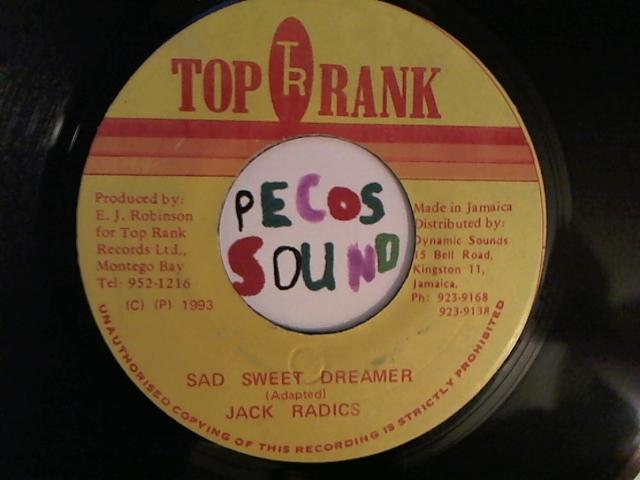 TOP TR RANK
Produced by:
E. J. Robinson
for Top Rank
Records Ltd.,
Montego Bay
Tel: 952-1216
(C) (P) 1993
PECOS
SOUND
Made in Jamaica
Distributed by:
Dynamic Sounds
15 Bell Road,
Kingston 11,
Jamaica.
Ph: 923-9168
923-9138
SAD SWEET DREAMER
(Adapted)
JACK RADICS
UNAUTHORISED COPYING OF THIS RECORDING IS STRICTLY PROHIBITED